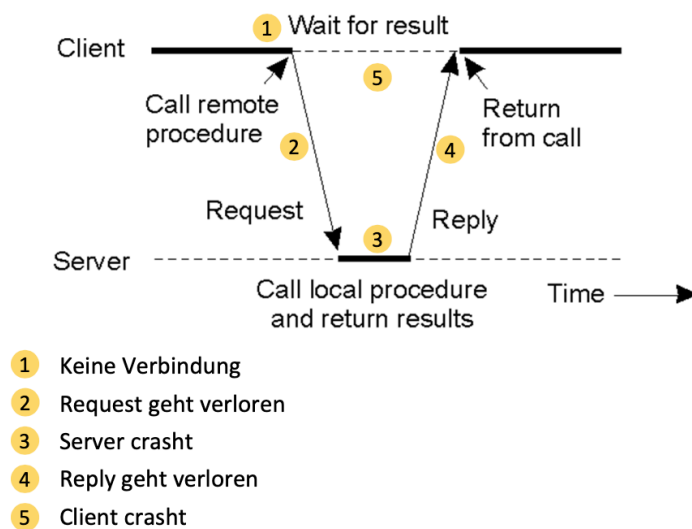 1 Wait for result
Client
5
Call remote
procedure
Return
from call
2
4
Request
Reply
3
Server
Call local procedure
and return results
Time
1 Keine Verbindung
2 Request geht verloren
3 Server crasht
4 Reply geht verloren
5 Client crasht